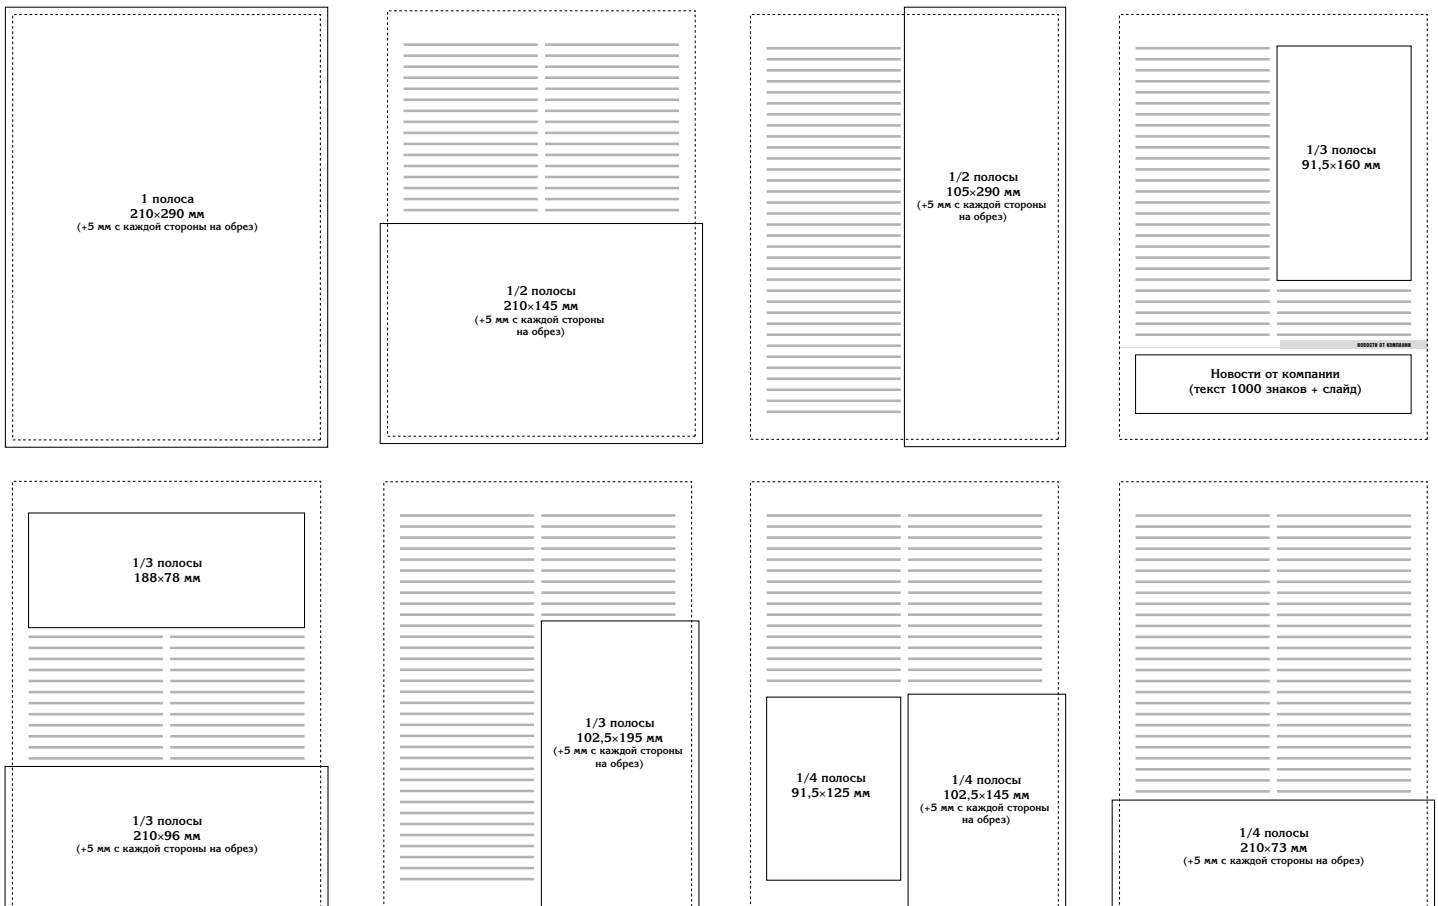 1 полоса
210×290 мм
(+5 мм с каждой стороны на обрез)
1/2 полосы
210×145 мм
(+5 мм с каждой стороны
на обрез)
1/2 полосы
105×290 мм
(+5 мм с каждой стороны
на обрез)
1/3 полосы
91,5×160 мм
НОВОСТИ ОТ КОМПАНИИ
Новости от компании
(текст 1000 знаков + слайд)
1/3 полосы
188×78 мм
1/3 полосы
210×96 мм
(+5 мм с каждой стороны на обрез)
1/3 полосы
102,5×195 мм
(+5 мм с каждой стороны
на обрез)
1/4 полосы
91,5×125 мм
1/4 полосы
102,5×145 мм
(+5 мм с каждой стороны
на обрез)
1/4 полосы
210×73 мм
(+5 мм с каждой стороны на обрез)